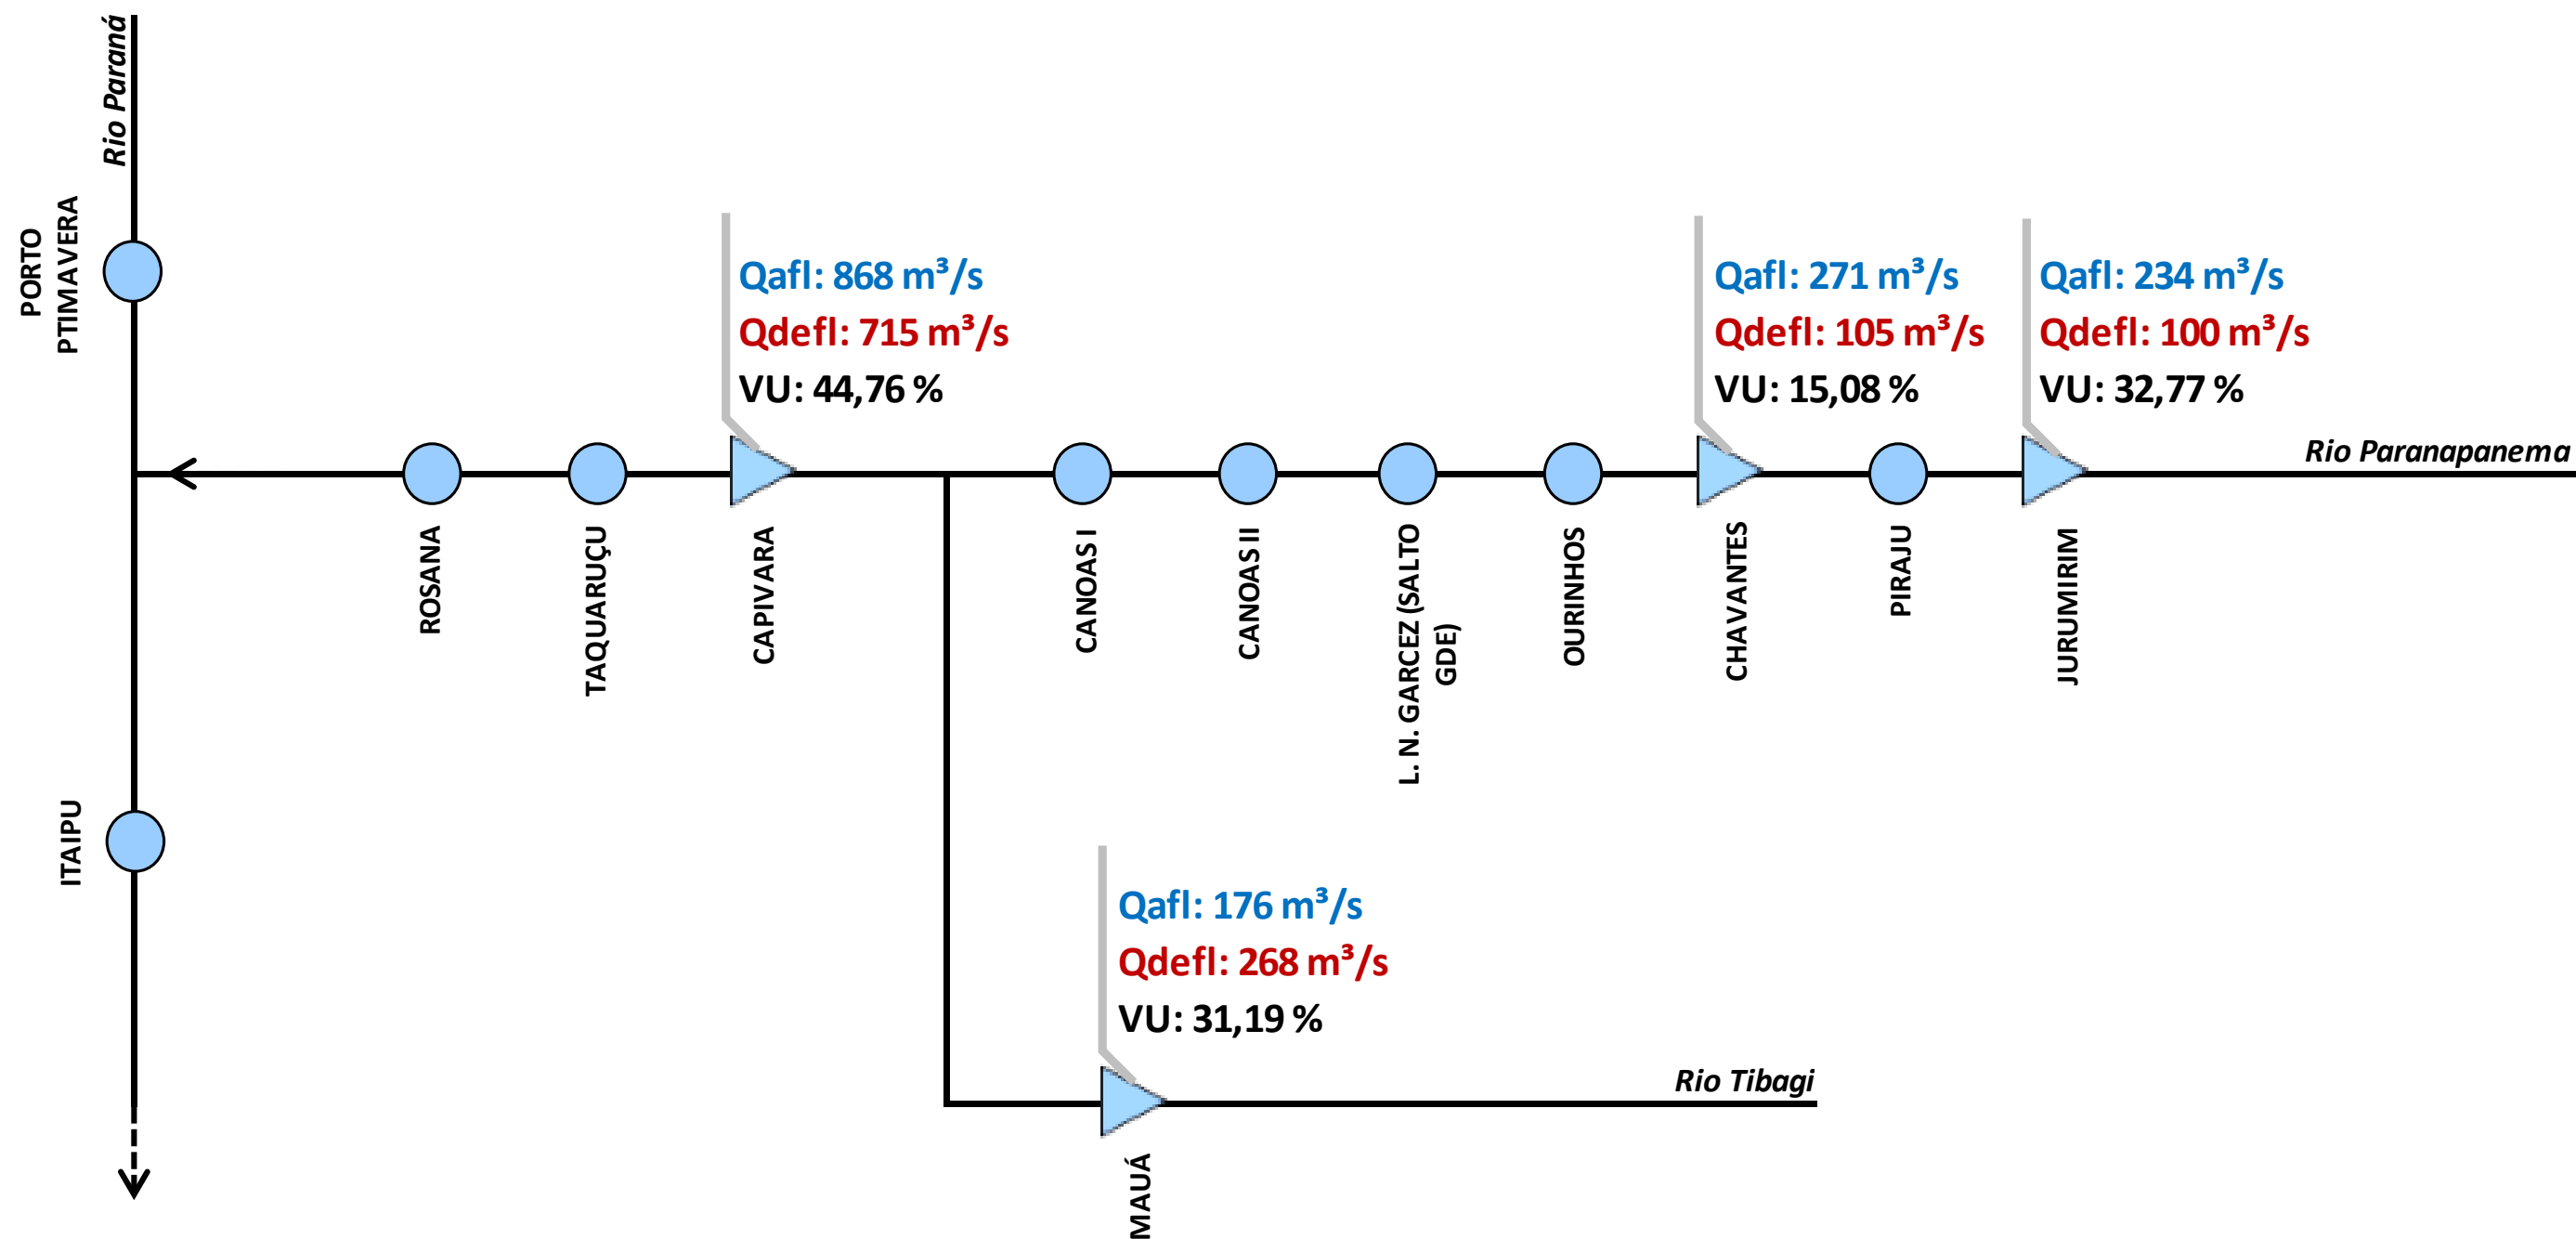 Rio Paraná
PORTO
PTIMAVERA
Qafl: 868 m³/s
Qdefl: 715 m³/s
VU: 44,76 %
Qafl: 271 m³/s
Qdefl: 105 m³/s
VU: 15,08 %
Qafl: 234 m³/s
Qdefl: 100 m³/s
VU: 32,77 %
Rio Paranapanema
ROSANA
TAQUARUÇU
CAPIVARA
CANOAS I
CANOAS II
L. N. GARCEZ (SALTO
GDE)
OURINHOS
CHAVANTES
PIRAJU
JURUMIRIM
ITAIPU
Qafl: 176 m³/s
Qdefl: 268 m³/s
VU: 31,19 %
Rio Tibagi
MAUÁ